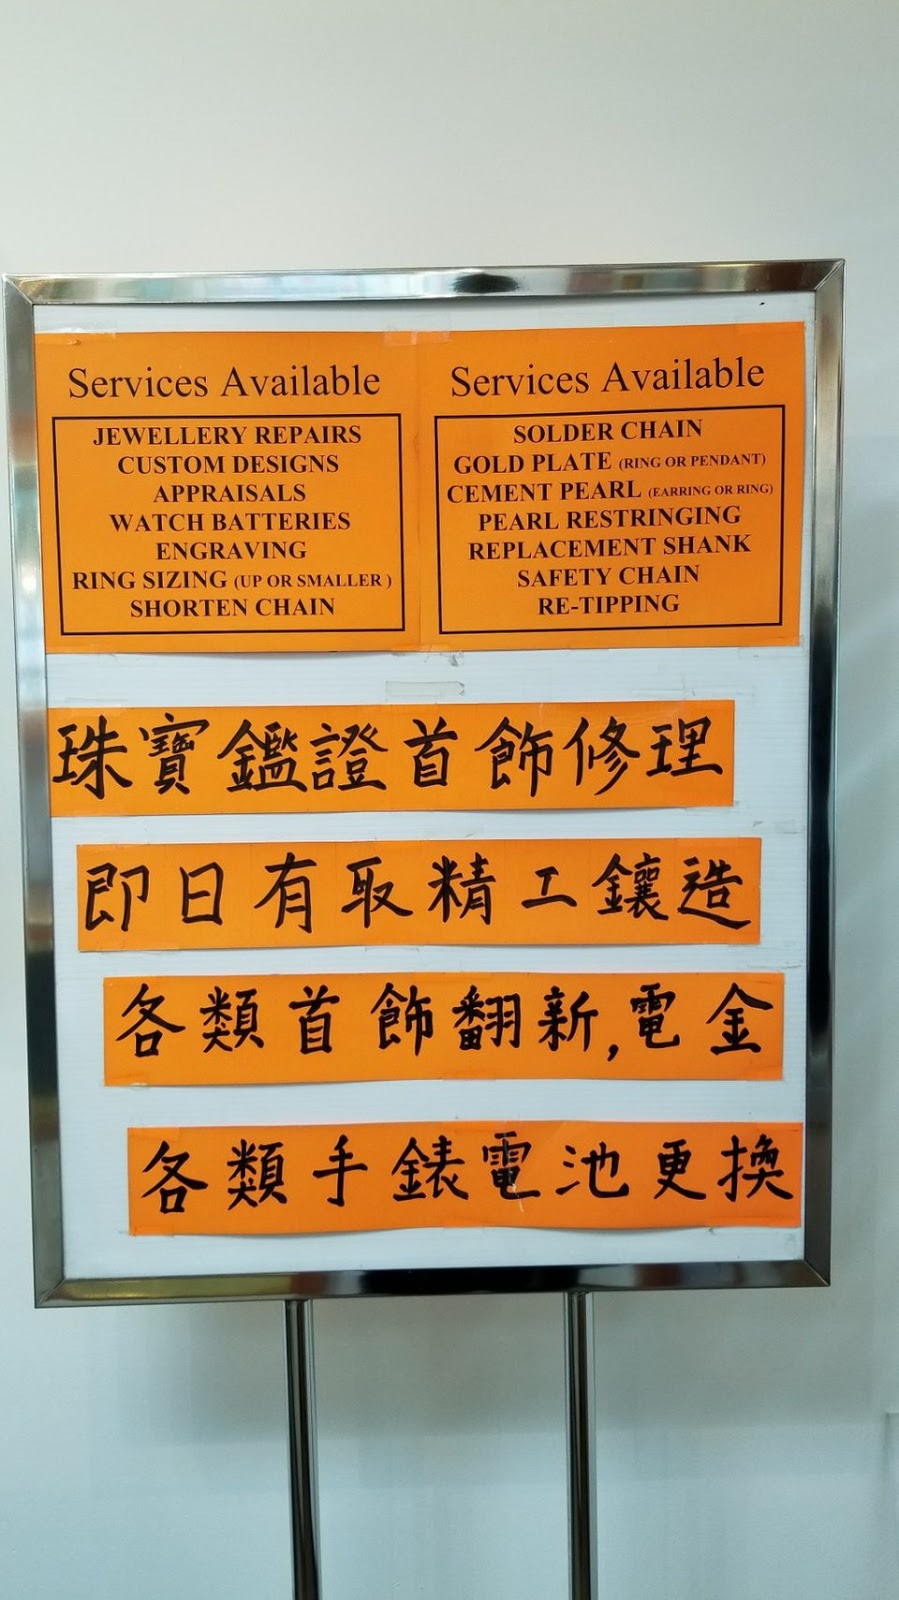 Services Available
JEWELLERY REPAIRS
CUSTOM DESIGNS
APPRAISALS
WATCH BATTERIES
ENGRAVING
RING SIZING (UP OR SMALLER )
SHORTEN CHAIN
Services Available
SOLDER CHAIN
GOLD PLATE (RING OR PENDANT)
CEMENT PEARL (EARRING OR RING)
PEARL RESTRINGING
REPLACEMENT SHANK
SAFETY CHAIN
RE-TIPPING
珠寶鑑證首飾修理
即日有取精工鑲造
各類首飾翻新,電金
各類手錶電池更換